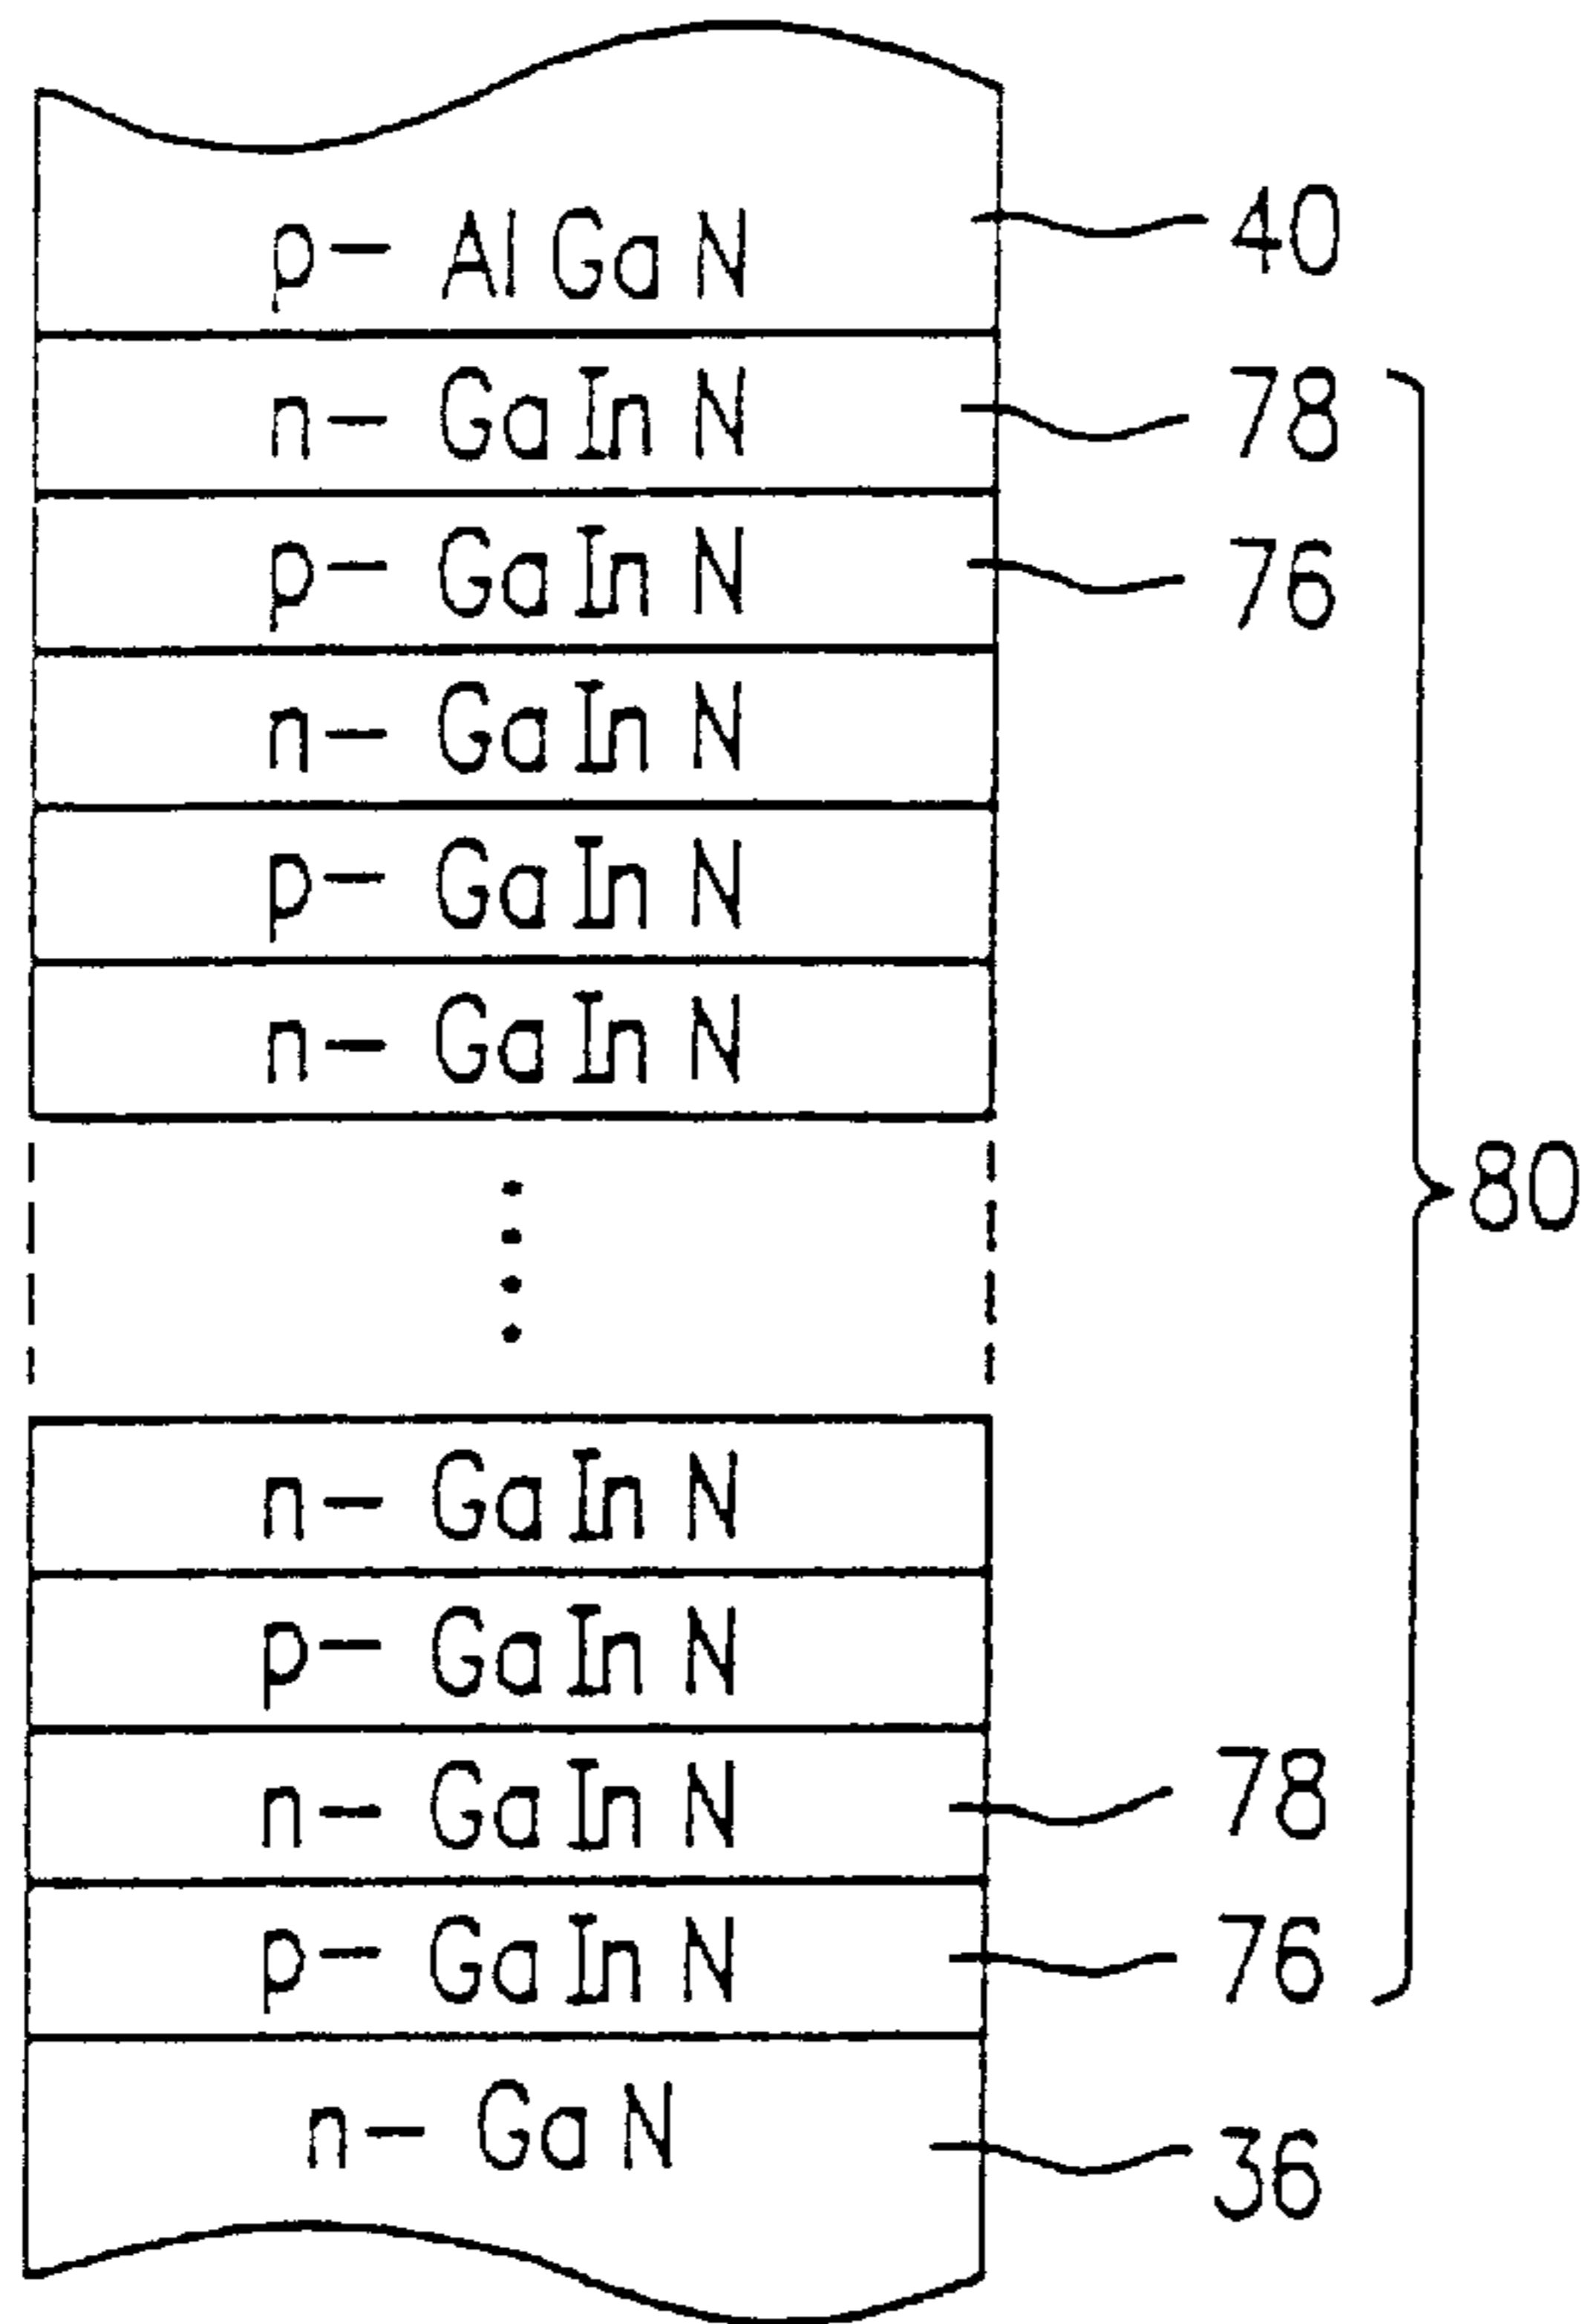 p- AlGaN 40
n- GaInN 78
p- GaInN 76
n- GaInN
p- GaInN
n- GaInN
80
n- GaInN
p- GaInN
n- GaInN 78
p- GaInN 76
n- GaN 36